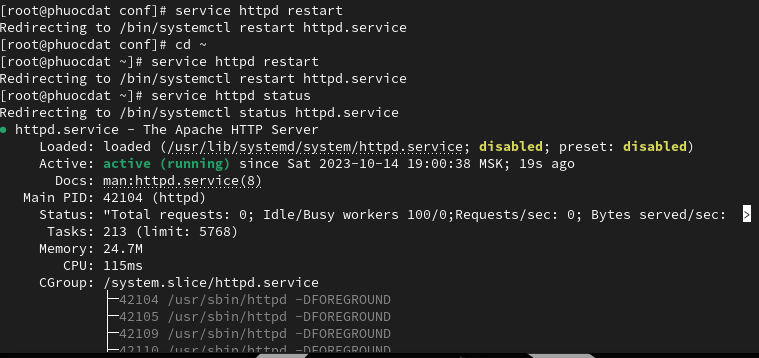 [root@phuocdat conf]# service httpd restart
Redirecting to /bin/systemctl restart httpd.service
[root@phuocdat conf]# cd ~
[root@phuocdat ~]# service httpd restart
Redirecting to /bin/systemctl restart httpd.service
[root@phuocdat ~]# service httpd status
Redirecting to /bin/systemctl status httpd.service
● httpd.service - The Apache HTTP Server
Loaded: loaded (/usr/lib/systemd/system/httpd.service; disabled; preset: disabled)
Active: active (running) since Sat 2023-10-14 19:00:38 MSK; 19s ago
Docs: man:httpd.service(8)
Main PID: 42104 (httpd)
Status: "Total requests: 0; Idle/Busy workers 100/0;Requests/sec: 0; Bytes served/sec: >
Tasks: 213 (limit: 5768)
Memory: 24.7M
CPU: 115ms
CGroup: /system.slice/httpd.service
├─42104 /usr/sbin/httpd -DFOREGROUND
├─42105 /usr/sbin/httpd -DFOREGROUND
├─42109 /usr/sbin/httpd -DFOREGROUND
├─42110 /usr/sbin/httpd -DFOREGROUND